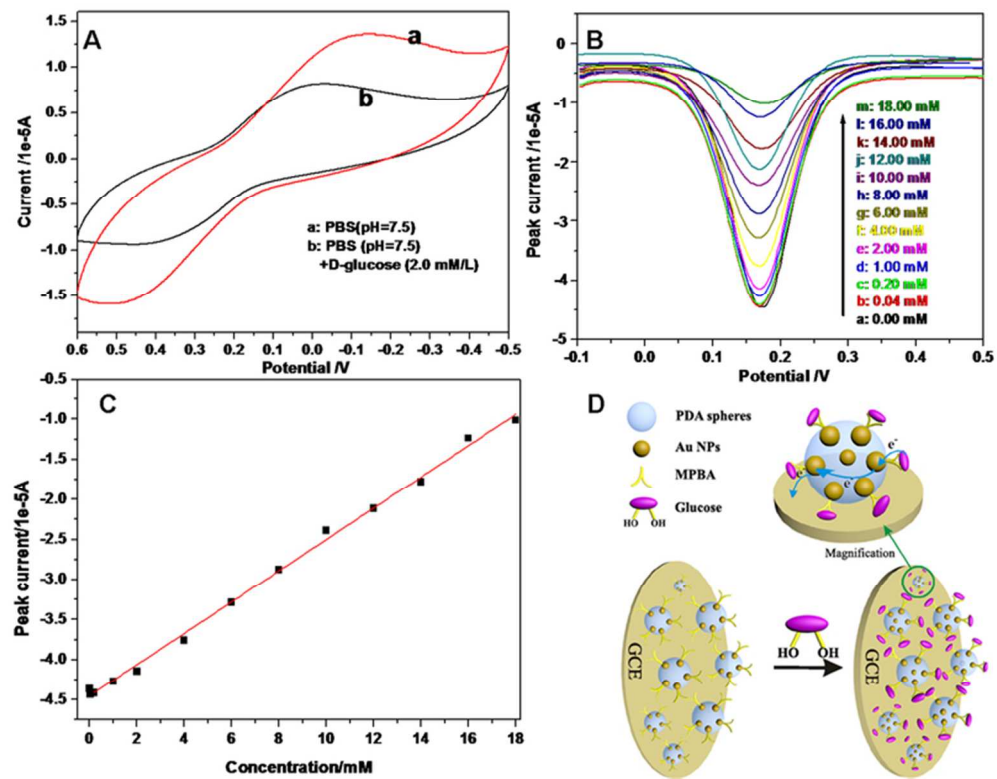 A
a
b
1.5
1.0
0.5
0.0
-0.5
-1.0
-1.5
Current /1e-5A
a: PBS(pH=7.5)
b: PBS (pH=7.5)
+D-glucose (2.0 mM/L)
0.6 0.5 0.4 0.3 0.2 0.1 0.0 -0.1 -0.2 -0.3 -0.4 -0.5
Potential /V
B
0
-1
-2
-3
-4
-5
Peak current /1e-5A
m: 18.00 mM
l: 16.00 mM
k: 14.00 mM
j: 12.00 mM
i: 10.00 mM
h: 8.00 mM
g: 6.00 mM
f: 4.00 mM
e: 2.00 mM
d: 1.00 mM
c: 0.20 mM
b: 0.04 mM
a: 0.00 mM
-0.1 0.0 0.1 0.2 0.3 0.4 0.5
Potential /V
C
-0.5
-1.0
-1.5
-2.0
-2.5
-3.0
-3.5
-4.0
-4.5
Peak current/1e-5A
0 2 4 6 8 10 12 14 16 18
Concentration/mM
D
PDA spheres
Au NPs
MPBA
Glucose
HO OH
e-
e-
e-
Magnification
GCE
HO OH
GCE